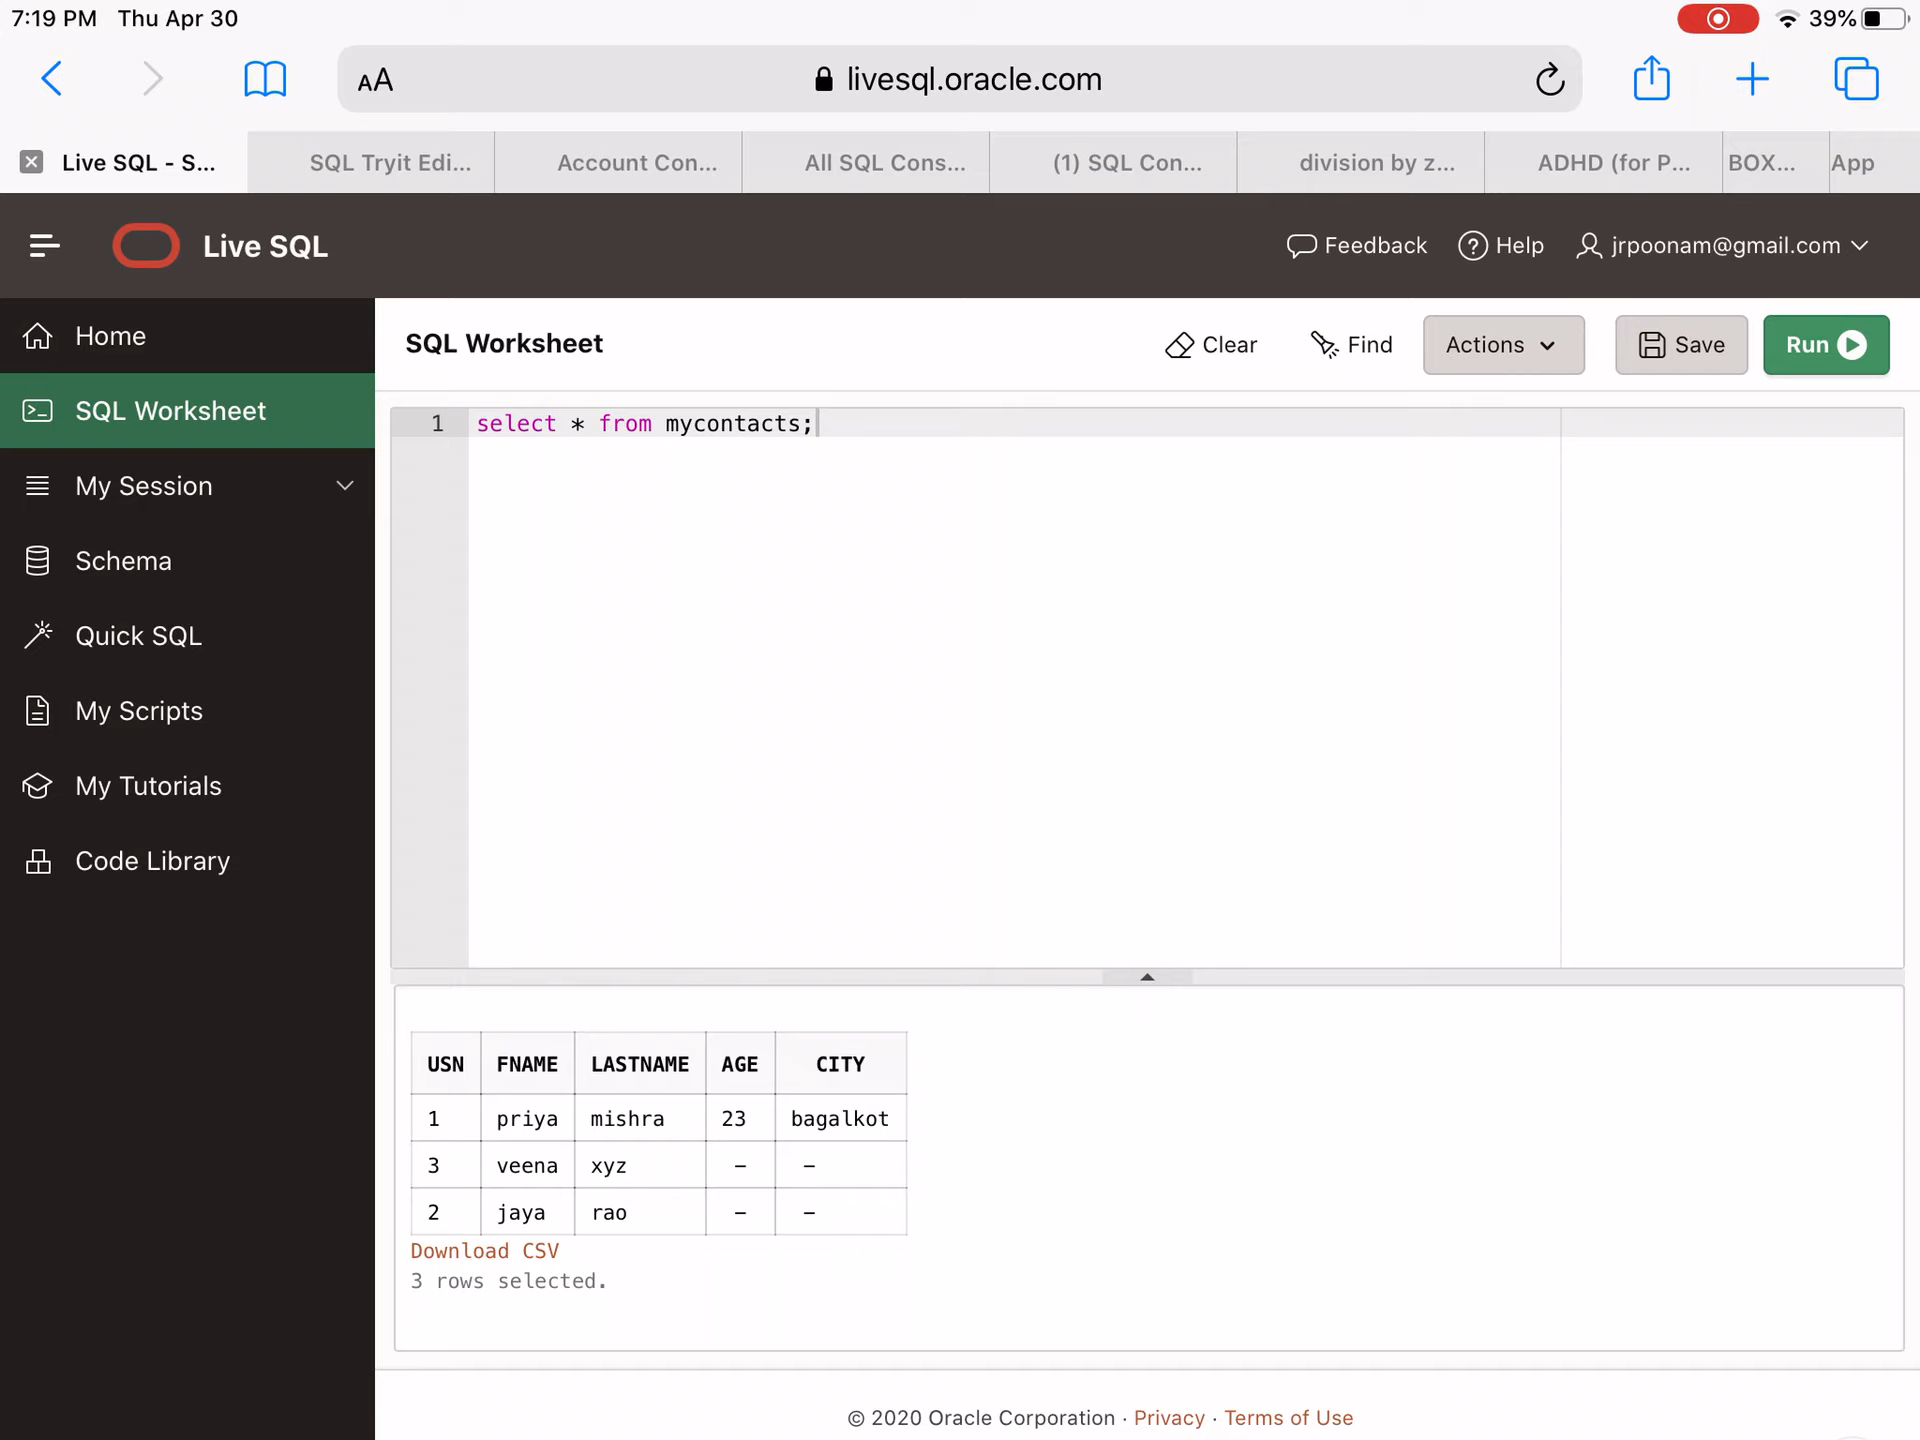 7:19 PM Thu Apr 30
39%
AA
livesql.oracle.com
Live SQL - S...
SQL Tryit Edi...
Account Con...
All SQL Cons...
(1) SQL Con...
division by z...
ADHD (for P...
BOX...
App
Live SQL
Feedback
Help
jrpoonam@gmail.com
Home
SQL Worksheet
My Session
Schema
Quick SQL
My Scripts
My Tutorials
Code Library
SQL Worksheet
Clear
Find
Actions
Save
Run
1 select * from mycontacts;
USN FNAME LASTNAME AGE CITY
1 priya mishra 23 bagalkot
3 veena xyz - -
2 jaya rao - -
Download CSV
3 rows selected.
© 2020 Oracle Corporation · Privacy · Terms of Use